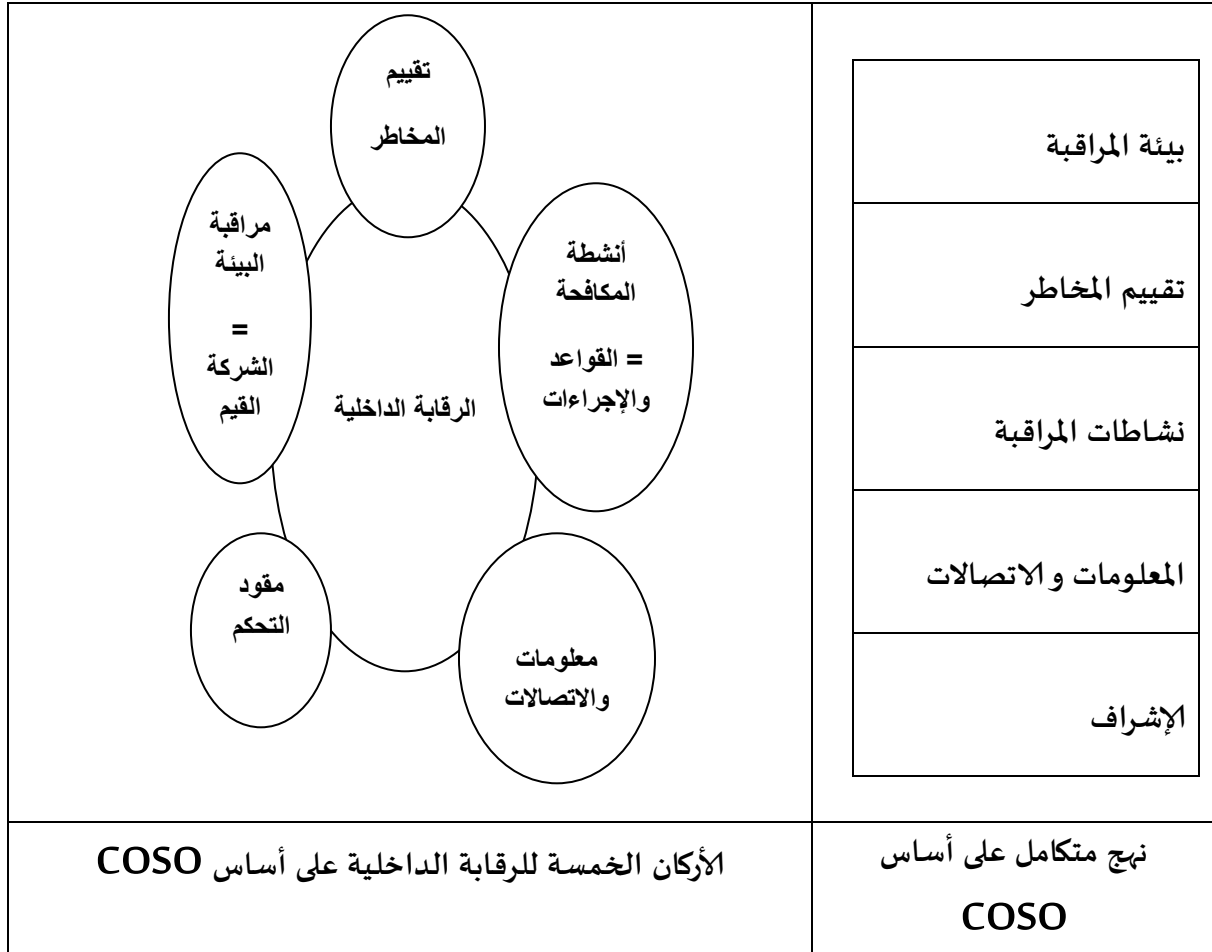 بيئة المراقبة
تقييم المخاطر
نشاطات المراقبة
المعلومات والاتصالات
الإشراف
نهج متكامل على أساس
COSO
تقييم
المخاطر
أنشطة
المكافحة
= القواعد
والإجراءات
مراقبة
البيئة
=
الشركة
القيم
الرقابة الداخلية
معلومات
والاتصالات
مقود
التحكم
الأركان الخمسة للرقابة الداخلية على أساس COSO